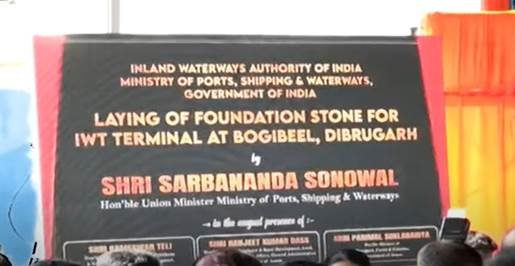 INLAND WATERWAYS AUTHORITY OF INDIA
MINISTRY OF PORTS, SHIPPING & WATERWAYS,
GOVERNMENT OF INDIA
LAYING OF FOUNDATION STONE FOR
IWT TERMINAL AT BOGIBEEL, DIBRUGARH
by
SHRI SARBANANDA SONOWAL
Hon'ble Union Minister Ministry of Ports, Shipping & Waterways
in the august presence of :-
SHRI RAMESWAR TELI SHRI RANJEET KUMAR DASS SHRI PARIMAL SUKLABAIDYA